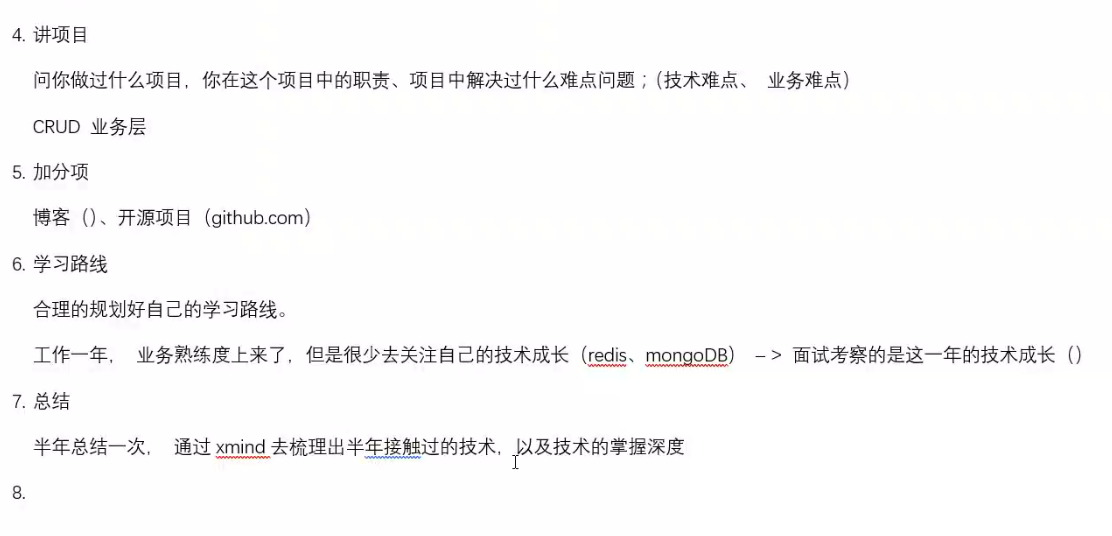 4. 讲项目
问你做过什么项目，你在这个项目中的职责、项目中解决过什么难点问题；（技术难点、 业务难点）
CRUD 业务层
5. 加分项
博客（）、开源项目（github.com）
6. 学习路线
合理的规划好自己的学习路线。
工作一年， 业务熟练度上来了，但是很少去关注自己的技术成长（redis、mongoDB） –> 面试考察的是这一年的技术成长（）
7. 总结
半年总结一次， 通过 xmind 去梳理出半年接触过的技术，以及技术的掌握深度
8.